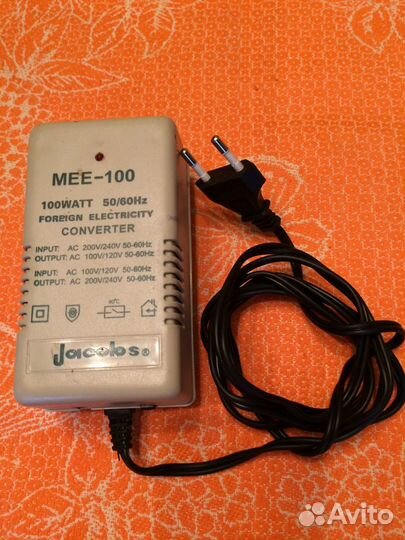 MEE-100
100WATT 50/60Hz
FOREIGN ELECTRICITY
CONVERTER
INPUT: AC 200V/240V 50-60Hz
OUTPUT: AC 100V/120V 50-60Hz
INPUT: AC 100V/120V 50-60Hz
OUTPUT: AC 200V/240V 50-60Hz
Jacobs®
Avito